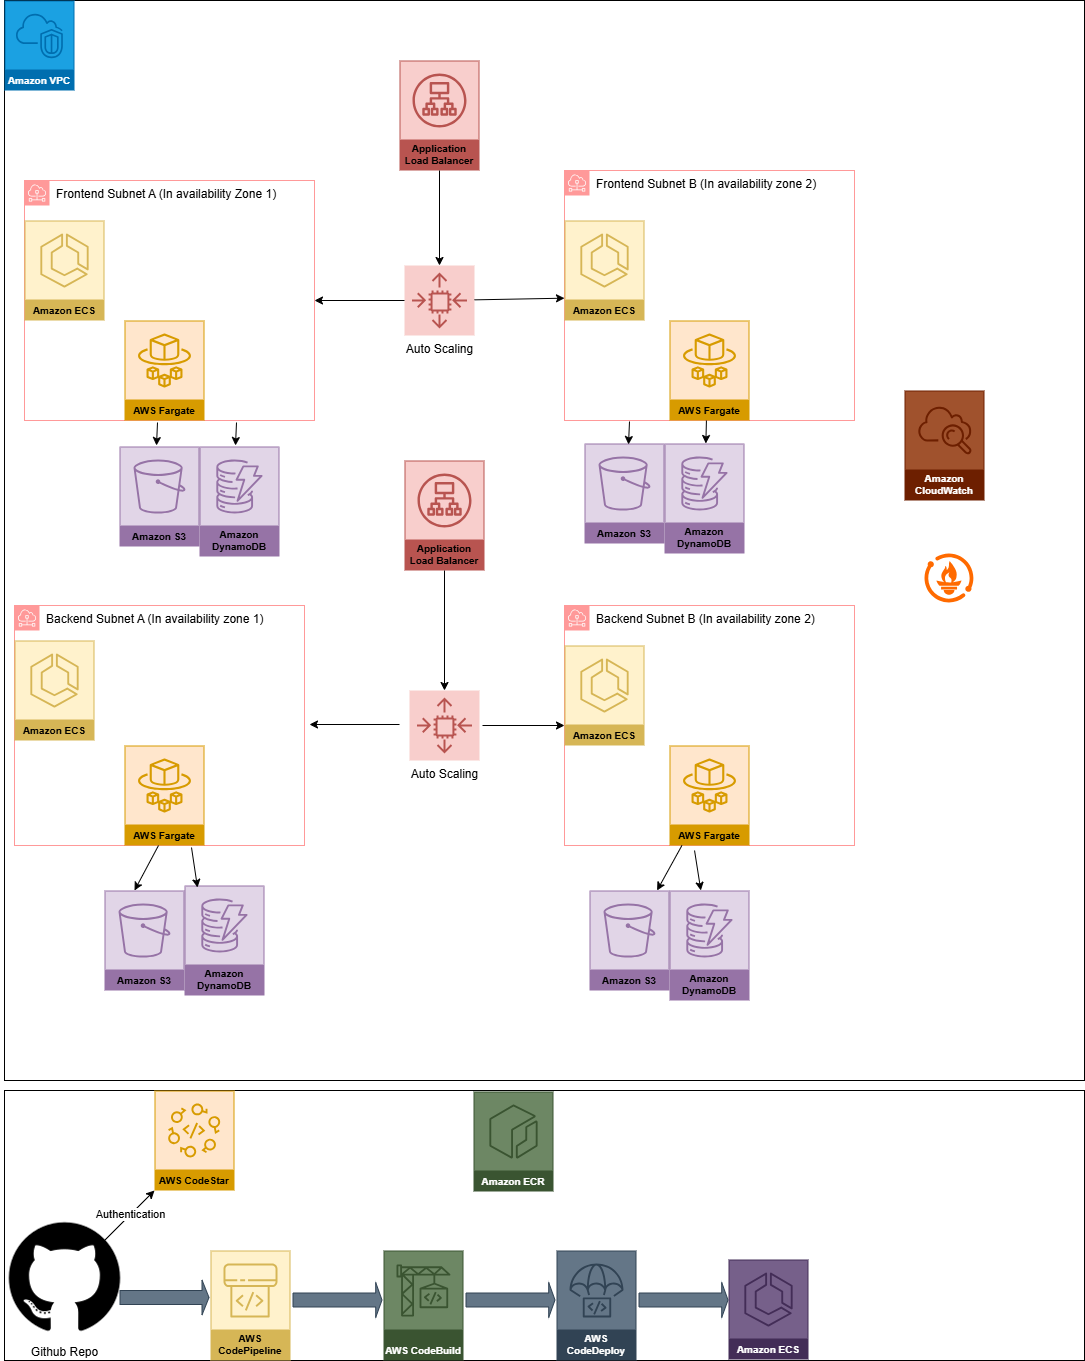 Amazon VPC
Application
Load Balancer
Frontend Subnet A (In availability Zone 1)
Frontend Subnet B (In availability zone 2)
Amazon ECS
Amazon ECS
Auto Scaling
AWS Fargate
AWS Fargate
Amazon S3
Amazon
DynamoDB
Amazon S3
Amazon
DynamoDB
Amazon
CloudWatch
Application
Load Balancer
Backend Subnet A (In availability zone 1)
Backend Subnet B (In availability zone 2)
Amazon ECS
Amazon ECS
Auto Scaling
AWS Fargate
AWS Fargate
Amazon S3
Amazon
DynamoDB
Amazon S3
Amazon
DynamoDB
AWS CodeStar
Amazon ECR
Authentication
Github Repo
AWS
CodePipeline
AWS CodeBuild
AWS
CodeDeploy
Amazon ECS